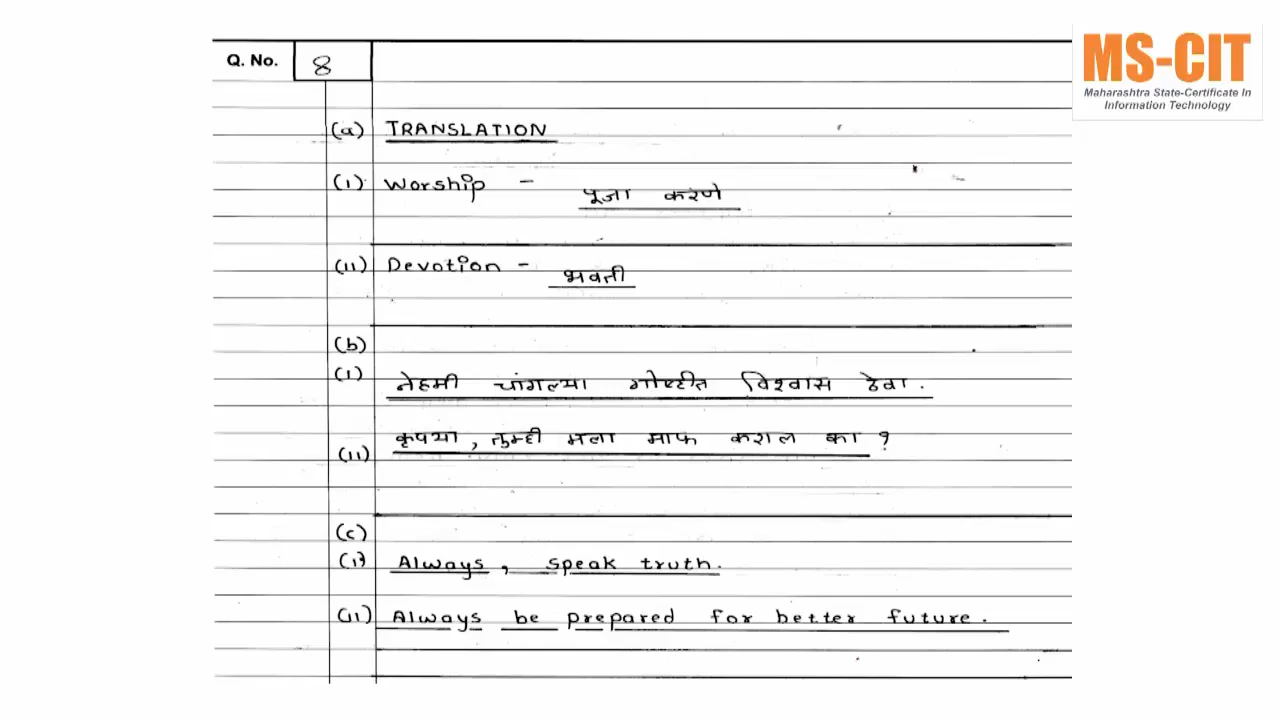 Q. No. 8
MS-CIT
Maharashtra State-Certificate In
Information Technology
(a) TRANSLATION
(i) Worship - पूजा करणे
(ii) Devotion - भक्ती
(b)
(i) नेहमी चांगल्या गोष्टीत विश्वास ठेवा.
(ii) कृपया, तुम्ही मला माफ कराल का ?
(c)
(i) Always, speak truth.
(ii) Always be prepared for better future.